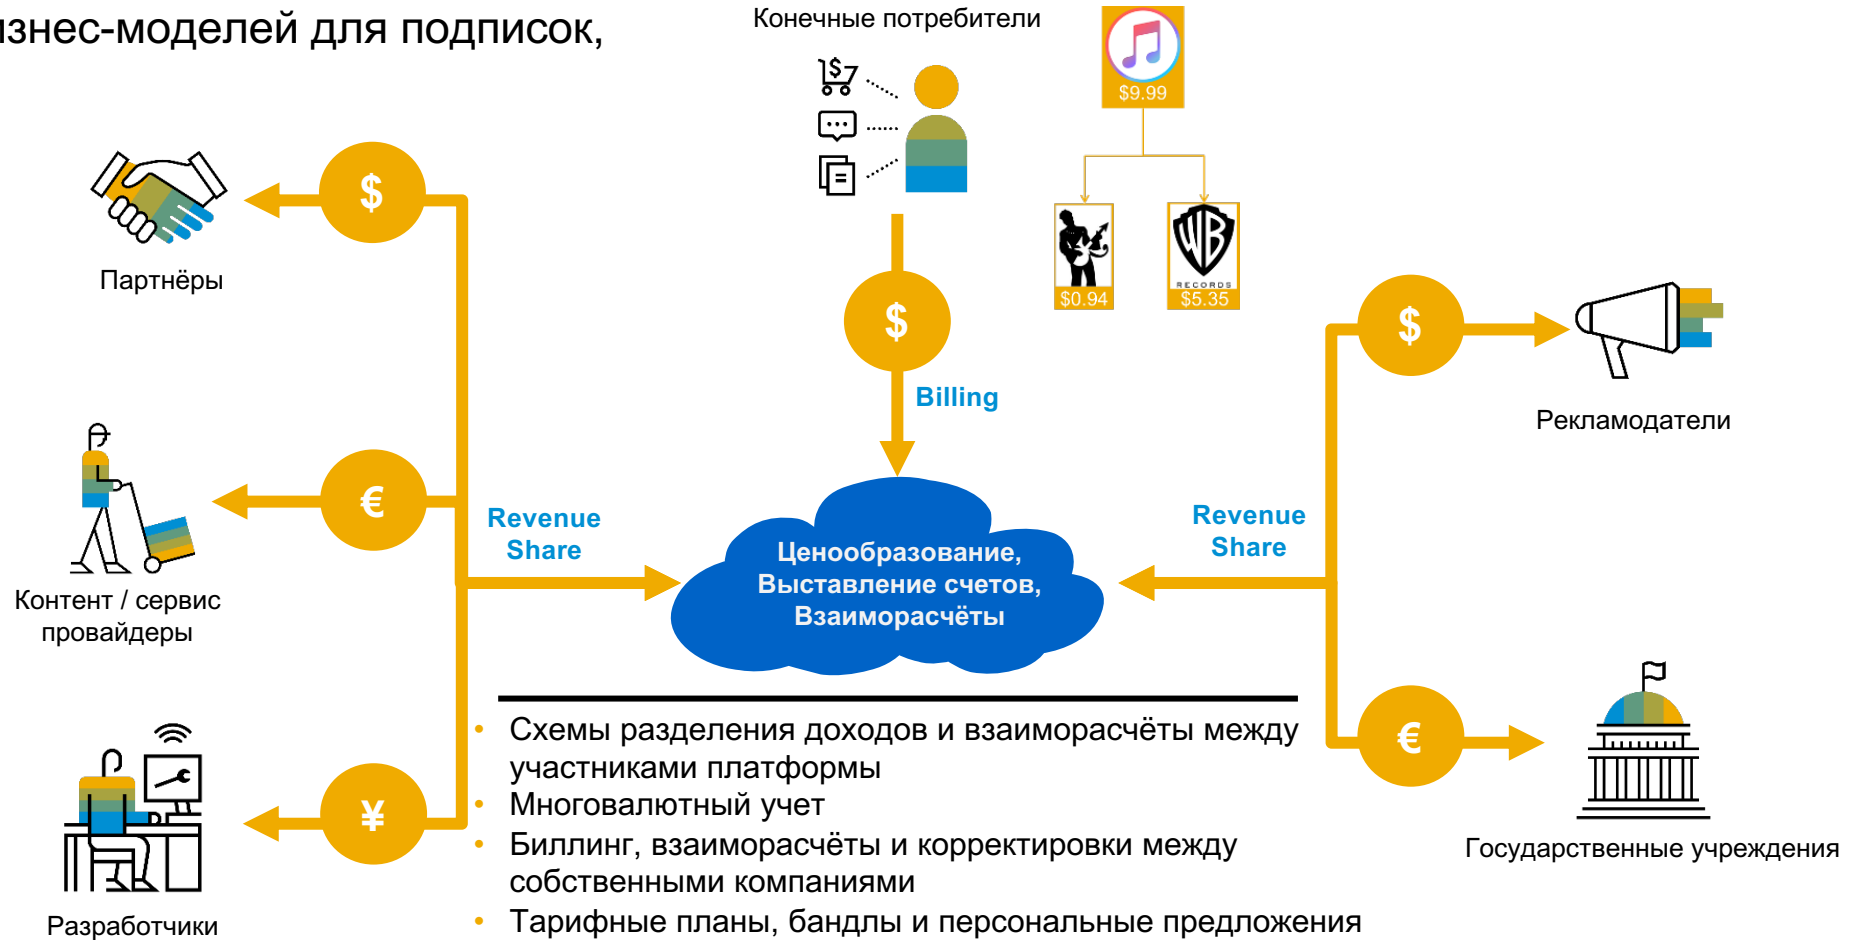 изнес-моделей для подписок,
Конечные потребители
$
$9.99
$0.94
WB
RECORDS
$5.35
$
Партнёры
$
Billing
$
Рекламодатели
€
Контент / сервис
провайдеры
Revenue
Share
Revenue
Share
Ценообразование,
Выставление счетов,
Взаиморасчёты
€
Государственные учреждения
¥
Разработчики
• Схемы разделения доходов и взаиморасчёты между
участниками платформы
• Многовалютный учет
• Биллинг, взаиморасчёты и корректировки между
собственными компаниями
• Тарифные планы, бандлы и персональные предложения